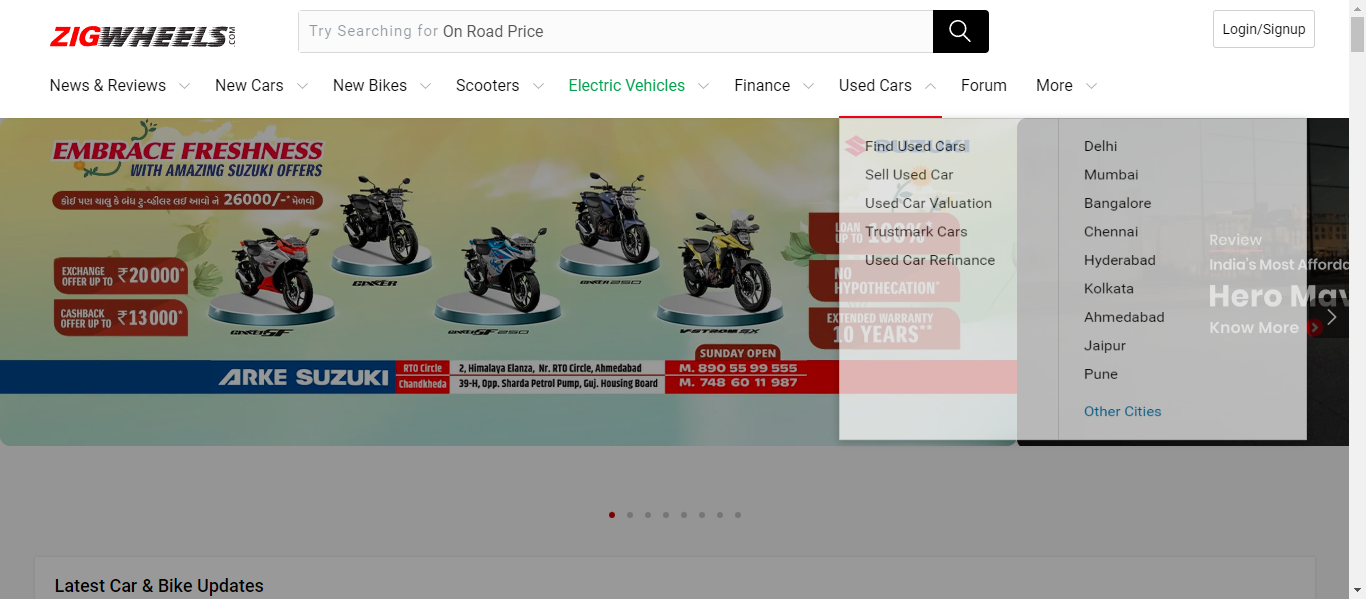 ZIGWHEELS.COM
Try Searching for On Road Price
Login/Signup
News & Reviews
New Cars
New Bikes
Scooters
Electric Vehicles
Finance
Used Cars
Forum
More
EMBRACE FRESHNESS
WITH AMAZING SUZUKI OFFERS
કોઈ પણ ચાલુ કે બંધ ટુ-વ્હીલર લઈ આવો ને 26000/-* મેળવો
EXCHANGE
OFFER UP TO ₹20000*
CASHBACK
OFFER UP TO ₹13000*
GIXXER SF
GIXXER
GIXXER SF 250
GIXXER 250
V-STROM SX
SUZUKI
LOAN
UP TO 100%*
NO
HYPOTHECATION*
EXTENDED WARRANTY
10 YEARS**
SUNDAY OPEN
ARKE SUZUKI
RTO Circle 2, Himalaya Elanza, Nr. RTO Circle, Ahmedabad M. 890 55 99 555
Chandkheda 39-H, Opp. Sharda Petrol Pump, Guj. Housing Board M. 748 60 11 987
Find Used Cars
Sell Used Car
Used Car Valuation
Trustmark Cars
Used Car Refinance
Delhi
Mumbai
Bangalore
Chennai
Hyderabad
Kolkata
Ahmedabad
Jaipur
Pune
Other Cities
Review
India's Most Afforda
Hero Mav
Know More
Latest Car & Bike Updates